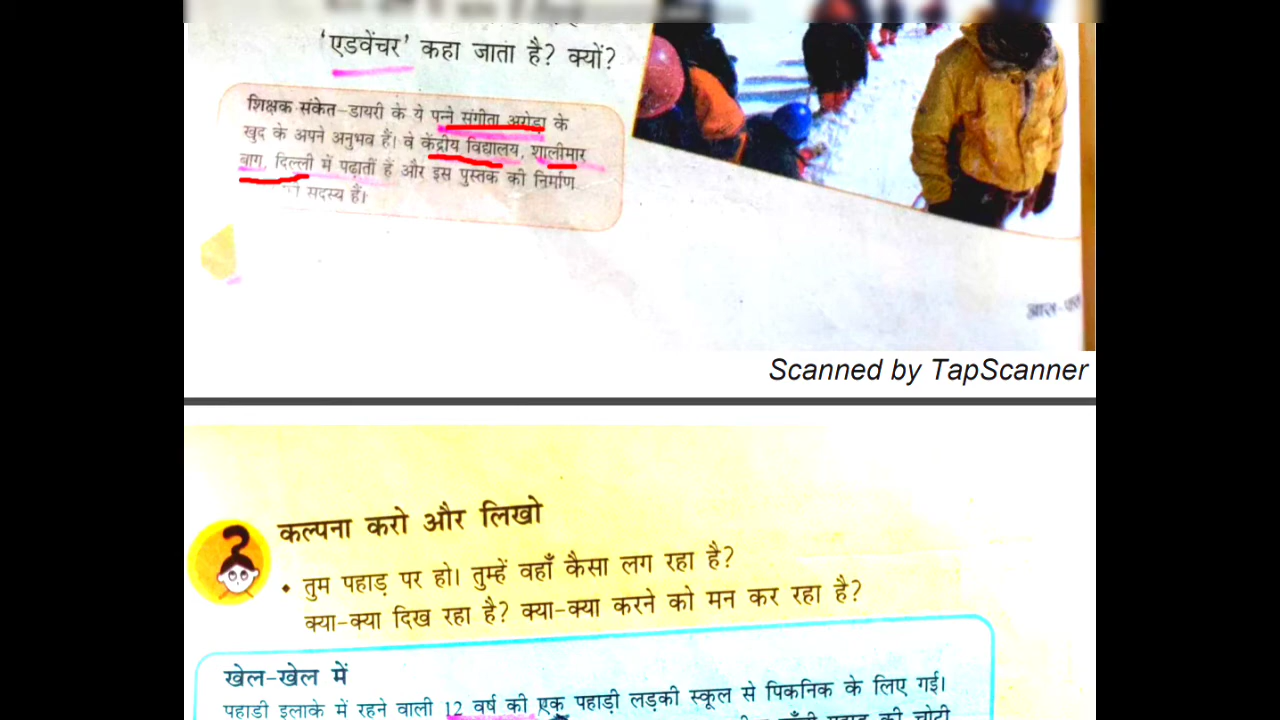 'एडवेंचर' कहा जाता है? क्यों?
शिक्षक संकेत–डायरी के ये पन्ने संगीता अरोड़ा के
खुद के अपने अनुभव हैं। वे केंद्रीय विद्यालय, शालीमार
बाग, दिल्ली में पढ़ातीं हैं और इस पुस्तक की निर्माण
सदस्य हैं।
Scanned by TapScanner
कल्पना करो और लिखो
• तुम पहाड़ पर हो। तुम्हें वहाँ कैसा लग रहा है?
क्या-क्या दिख रहा है? क्या-क्या करने को मन कर रहा है?
खेल-खेल में
पहाड़ी इलाके में रहने वाली 12 वर्ष की एक पहाड़ी लड़की स्कूल से पिकनिक के लिए गई।
की चोटी